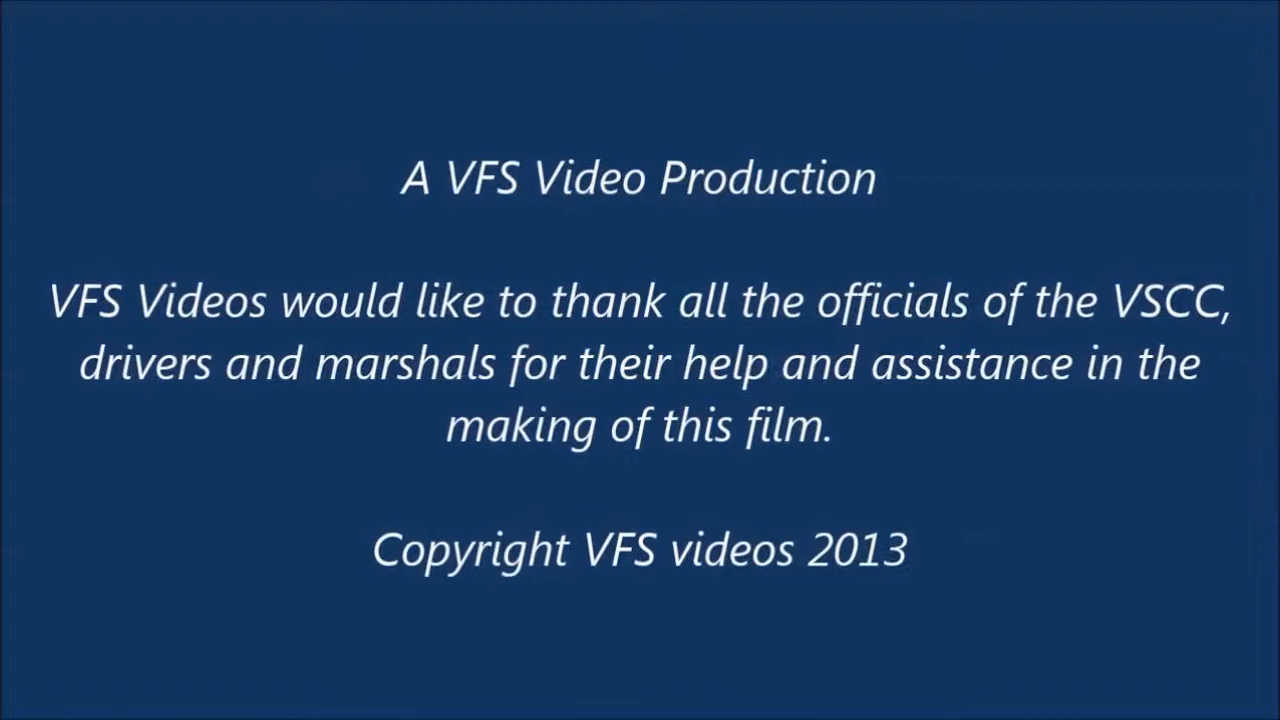 A VFS Video Production
VFS Videos would like to thank all the officials of the VSCC,
drivers and marshals for their help and assistance in the
making of this film.
Copyright VFS videos 2013